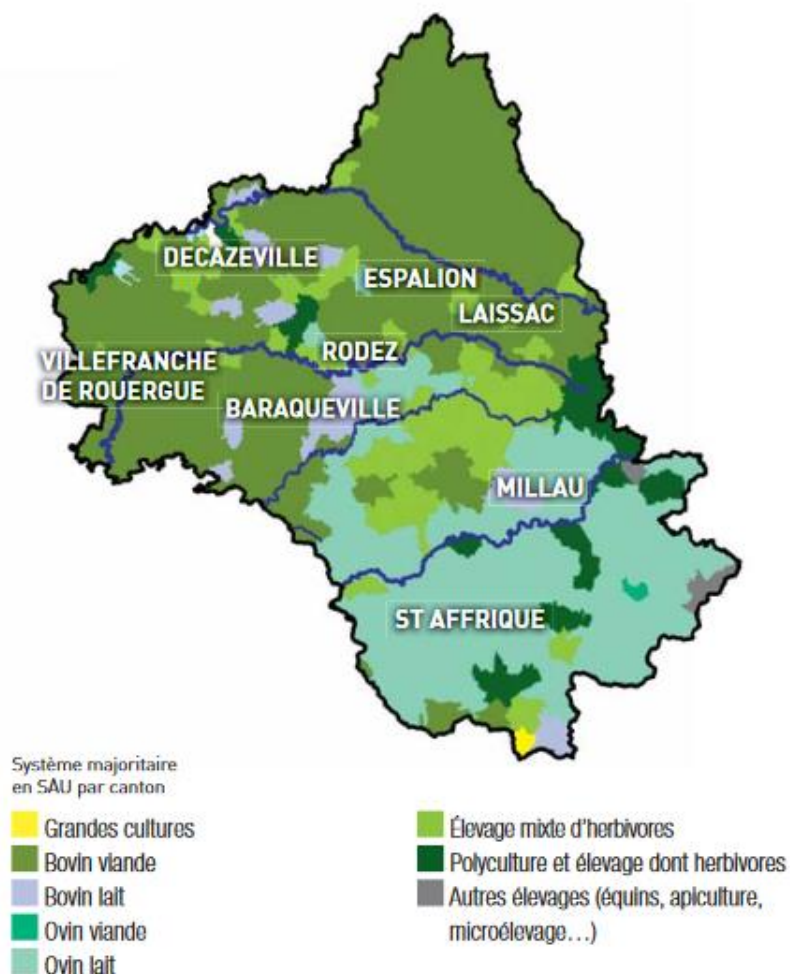 DECAZEVILLE
ESPALION
LAISSAC
VILLEFRANCHE
DE ROUERGUE
RODEZ
BARAQUEVILLE
MILLAU
ST AFFRIQUE
Système majoritaire
en SAU par canton
Grandes cultures
Bovin viande
Bovin lait
Ovin viande
Ovin lait
Élevage mixte d'herbivores
Polyculture et élevage dont herbivores
Autres élevages (équins, apiculture,
microélevage…)